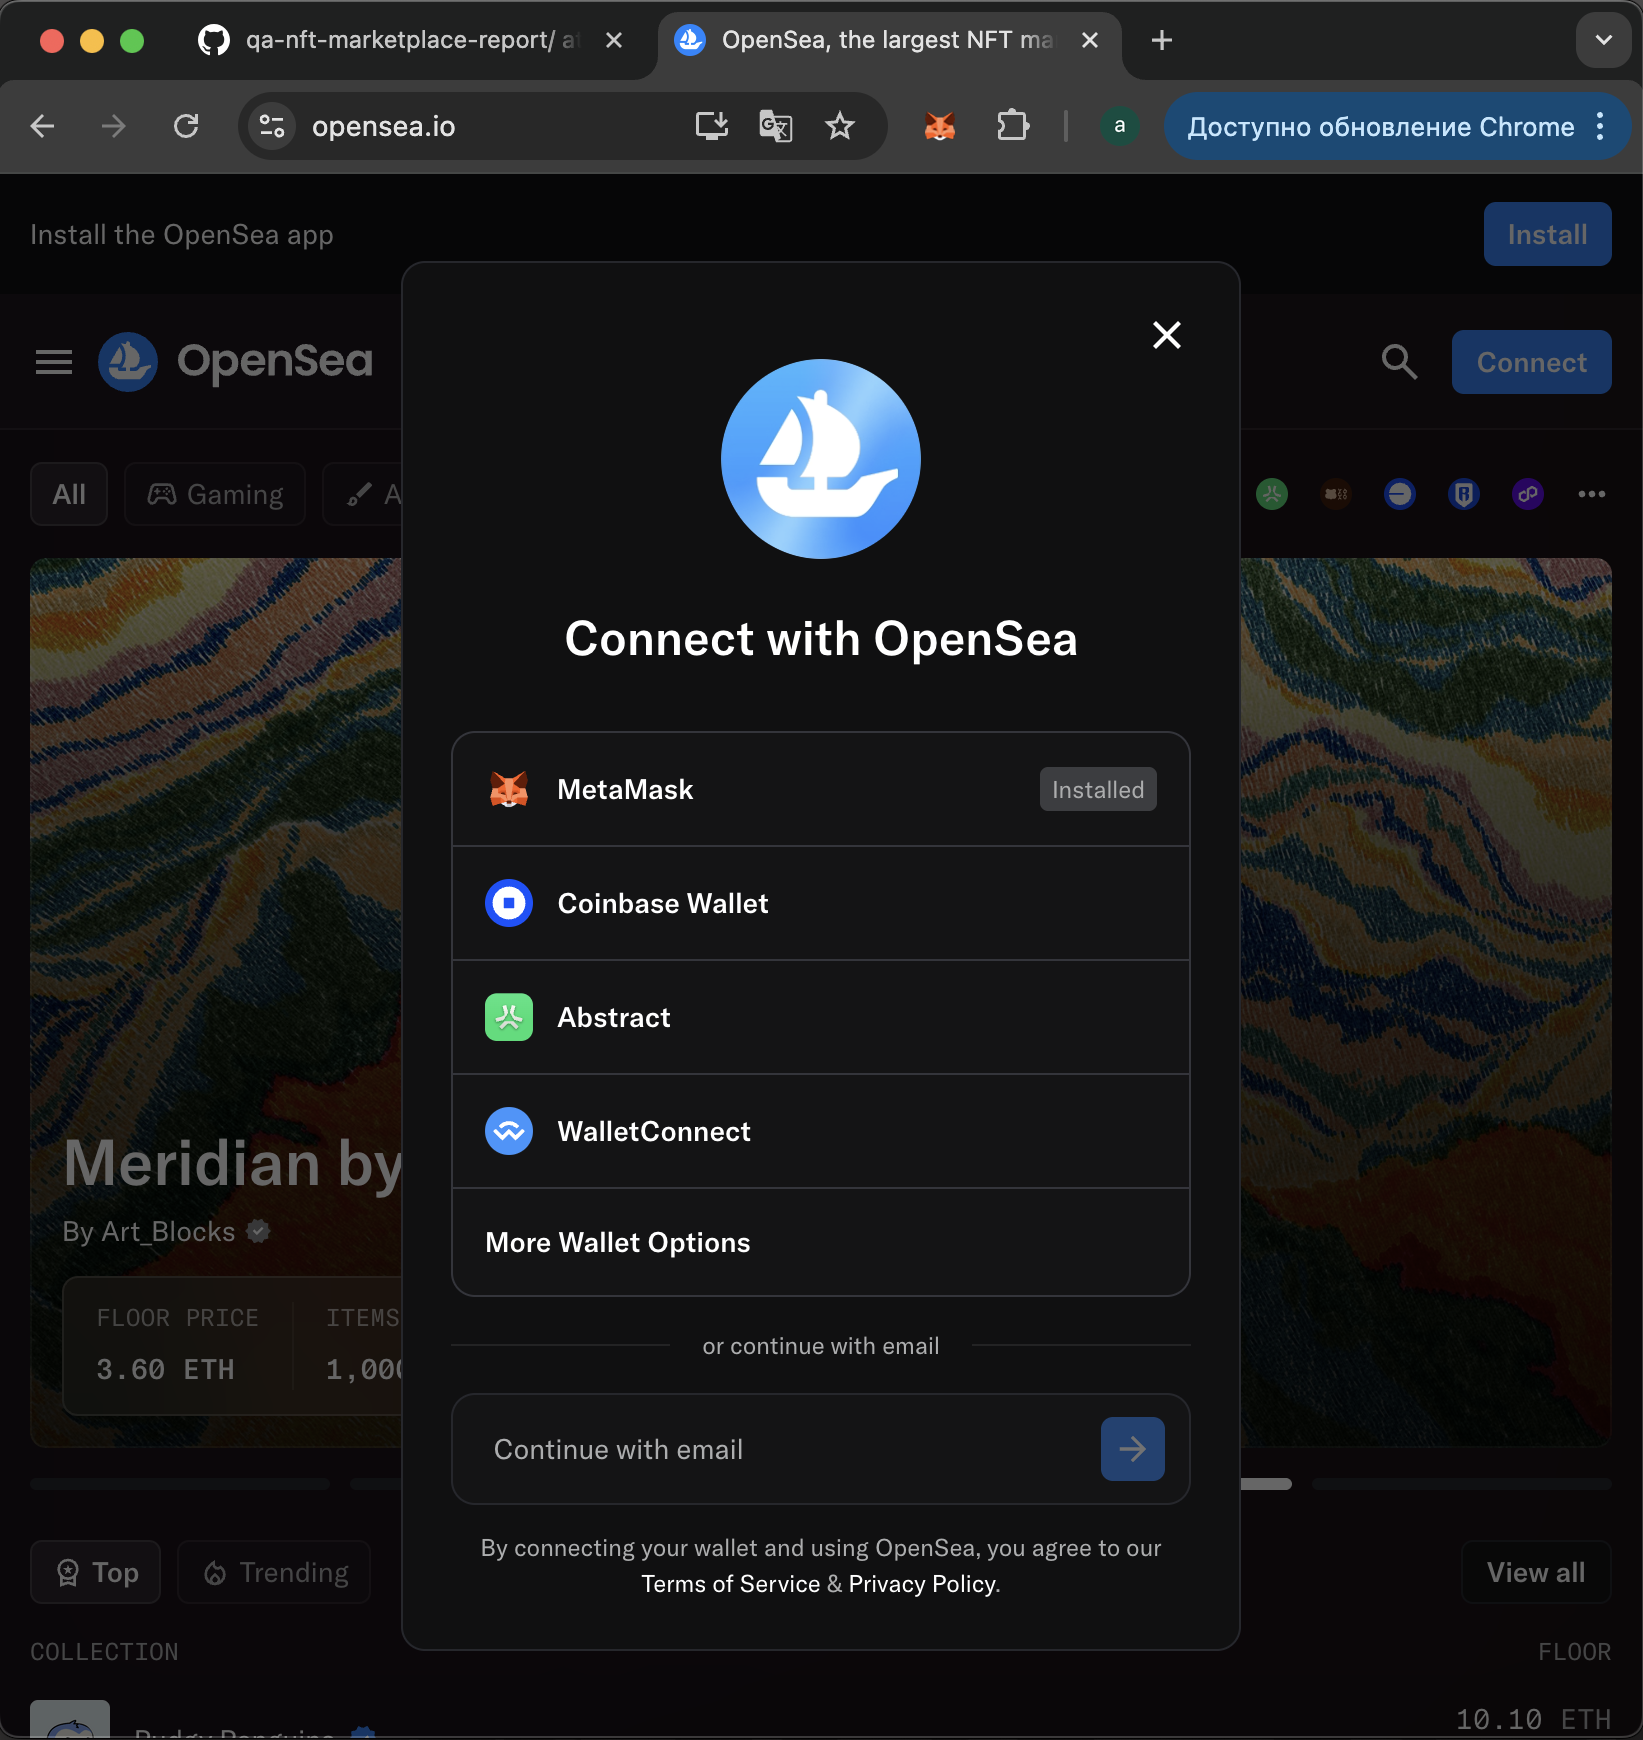 qa-nft-marketplace-report/
OpenSea, the largest NFT
opensea.io
a
Доступно обновление Chrome
Install the OpenSea app
Install
OpenSea
Connect
All
Gaming
Connect with OpenSea
MetaMask
Installed
Coinbase Wallet
Abstract
WalletConnect
More Wallet Options
or continue with email
Continue with email
By connecting your wallet and using OpenSea, you agree to our
Terms of Service & Privacy Policy.
Meridian by
By Art_Blocks
FLOOR PRICE
ITEMS
3.60 ETH
1,000
Top
Trending
View all
COLLECTION
FLOOR
10.10 ETH